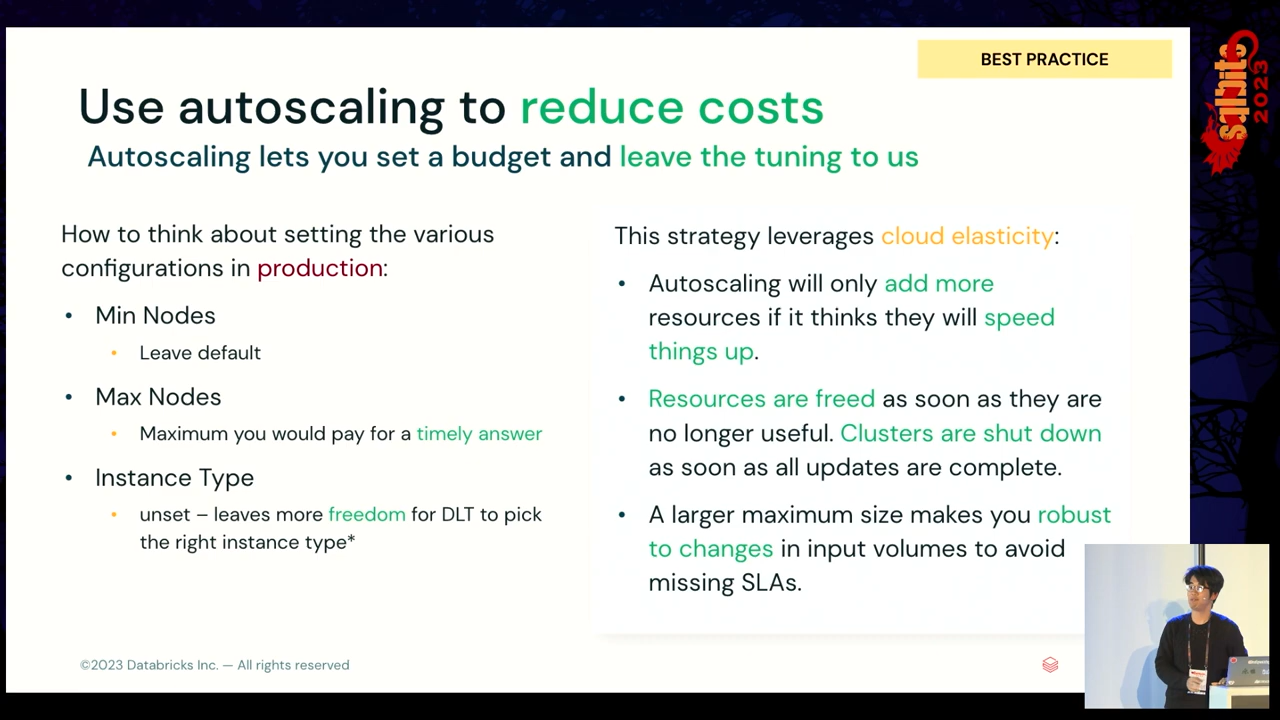 BEST PRACTICE
Use autoscaling to reduce costs
Autoscaling lets you set a budget and leave the tuning to us
How to think about setting the various
configurations in production:
• Min Nodes
• Leave default
• Max Nodes
• Maximum you would pay for a timely answer
• Instance Type
• unset – leaves more freedom for DLT to pick
the right instance type*
This strategy leverages cloud elasticity:
• Autoscaling will only add more
resources if it thinks they will speed
things up.
• Resources are freed as soon as they are
no longer useful. Clusters are shut down
as soon as all updates are complete.
• A larger maximum size makes you robust
to changes in input volumes to avoid
missing SLAs.
©2023 Databricks Inc. — All rights reserved
sqlbits
2023